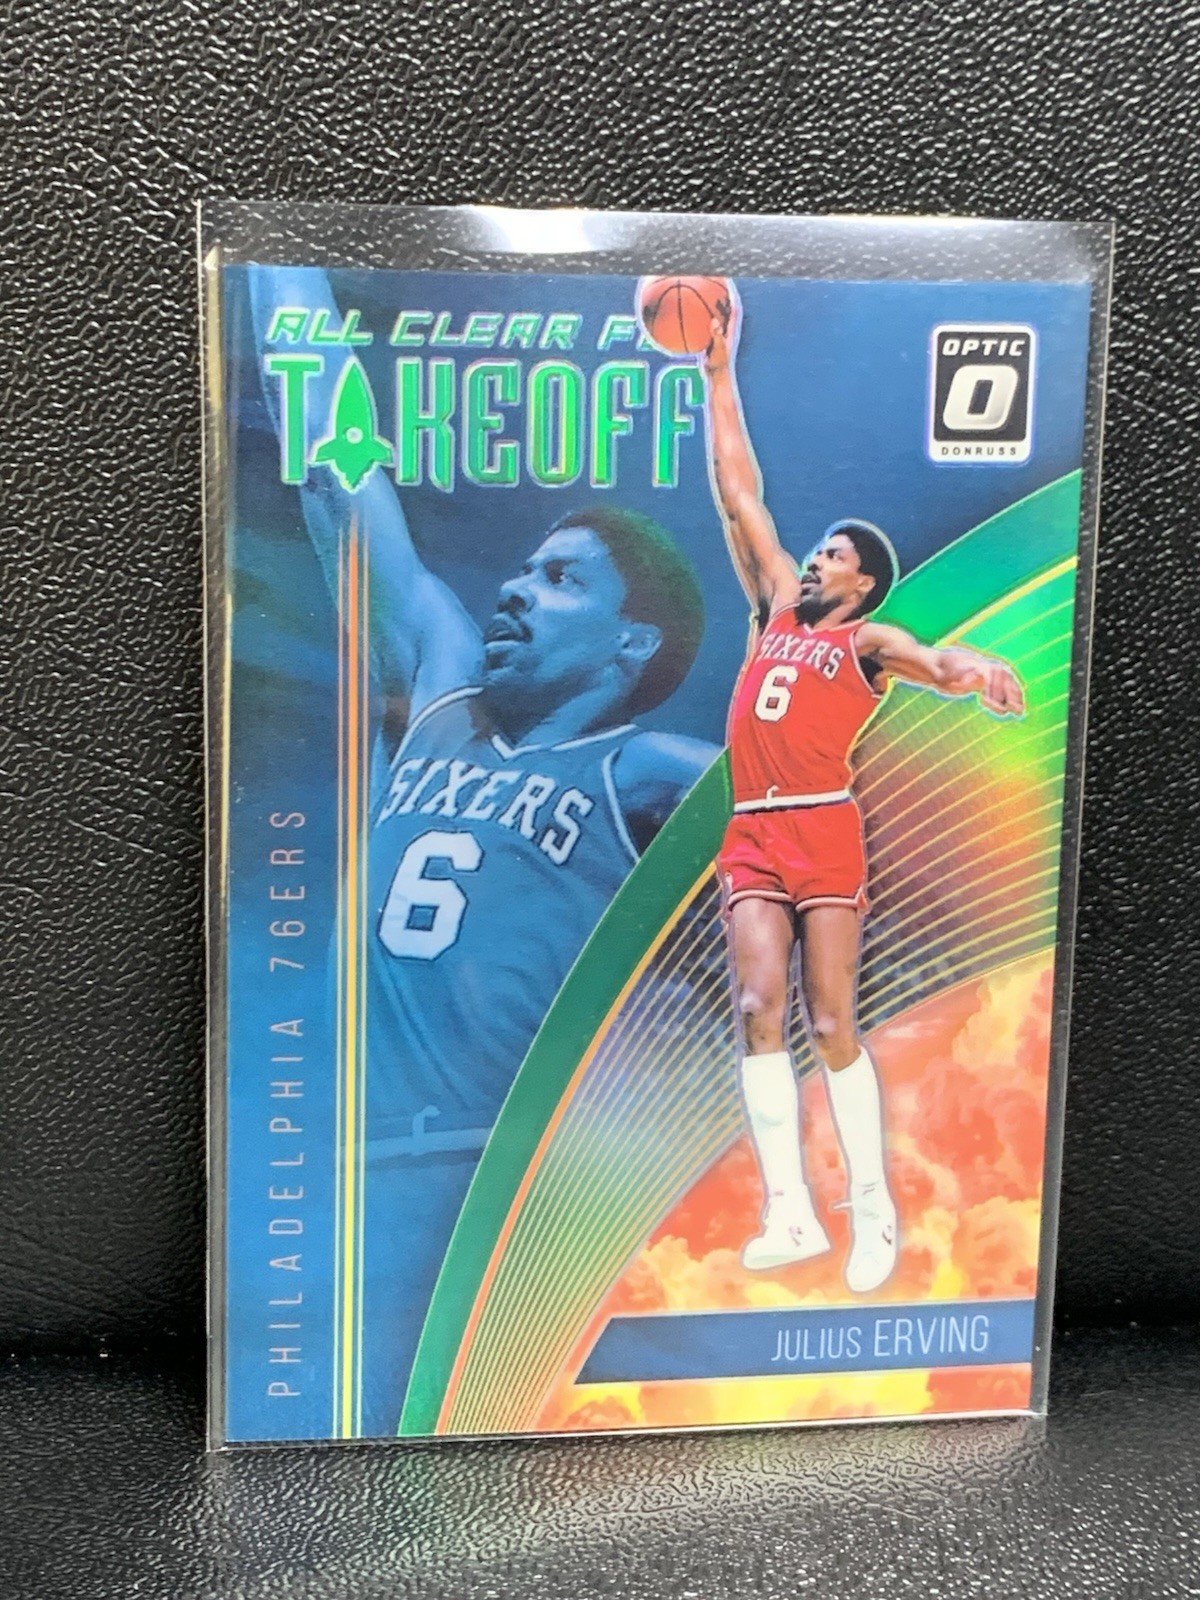 ALL CLEAR F
TAKEOFF
OPTIC
O
DONRUSS
SIXERS
6
SIXERS
6
PHILADELPHIA 76ERS
JULIUS ERVING